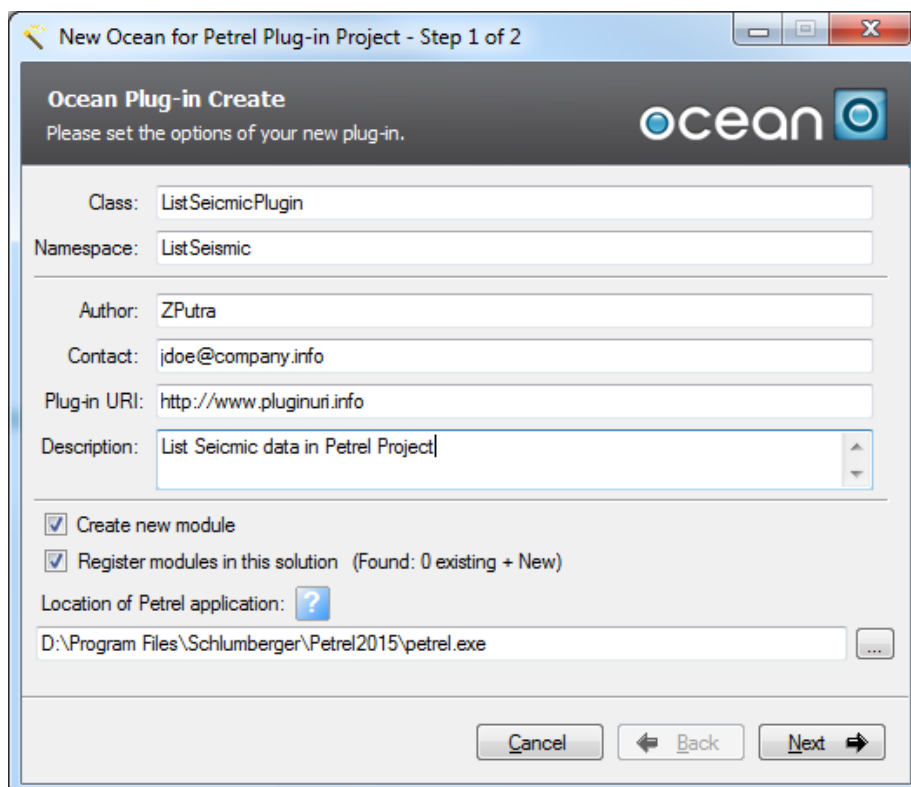 New Ocean for Petrel Plug-in Project - Step 1 of 2
Ocean Plug-in Create
Please set the options of your new plug-in.
ocean
Class: ListSeicmicPlugin
Namespace: ListSeismic
Author: ZPutra
Contact: jdoe@company.info
Plug-in URI: http://www.pluginuri.info
Description: List Seicmic data in Petrel Project
Create new module
Register modules in this solution (Found: 0 existing + New)
Location of Petrel application: ?
D:\Program Files\Schlumberger\Petrel2015\petrel.exe
...
Cancel Back Next